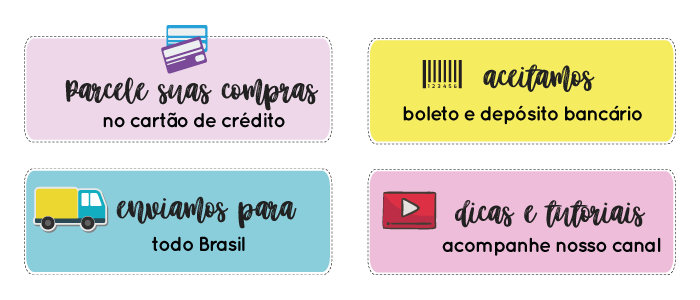 Parcele suas compras
no cartão de crédito
123456
aceitamos
boleto e depósito bancário
enviamos para
todo Brasil
dicas e tutoriais
acompanhe nosso canal